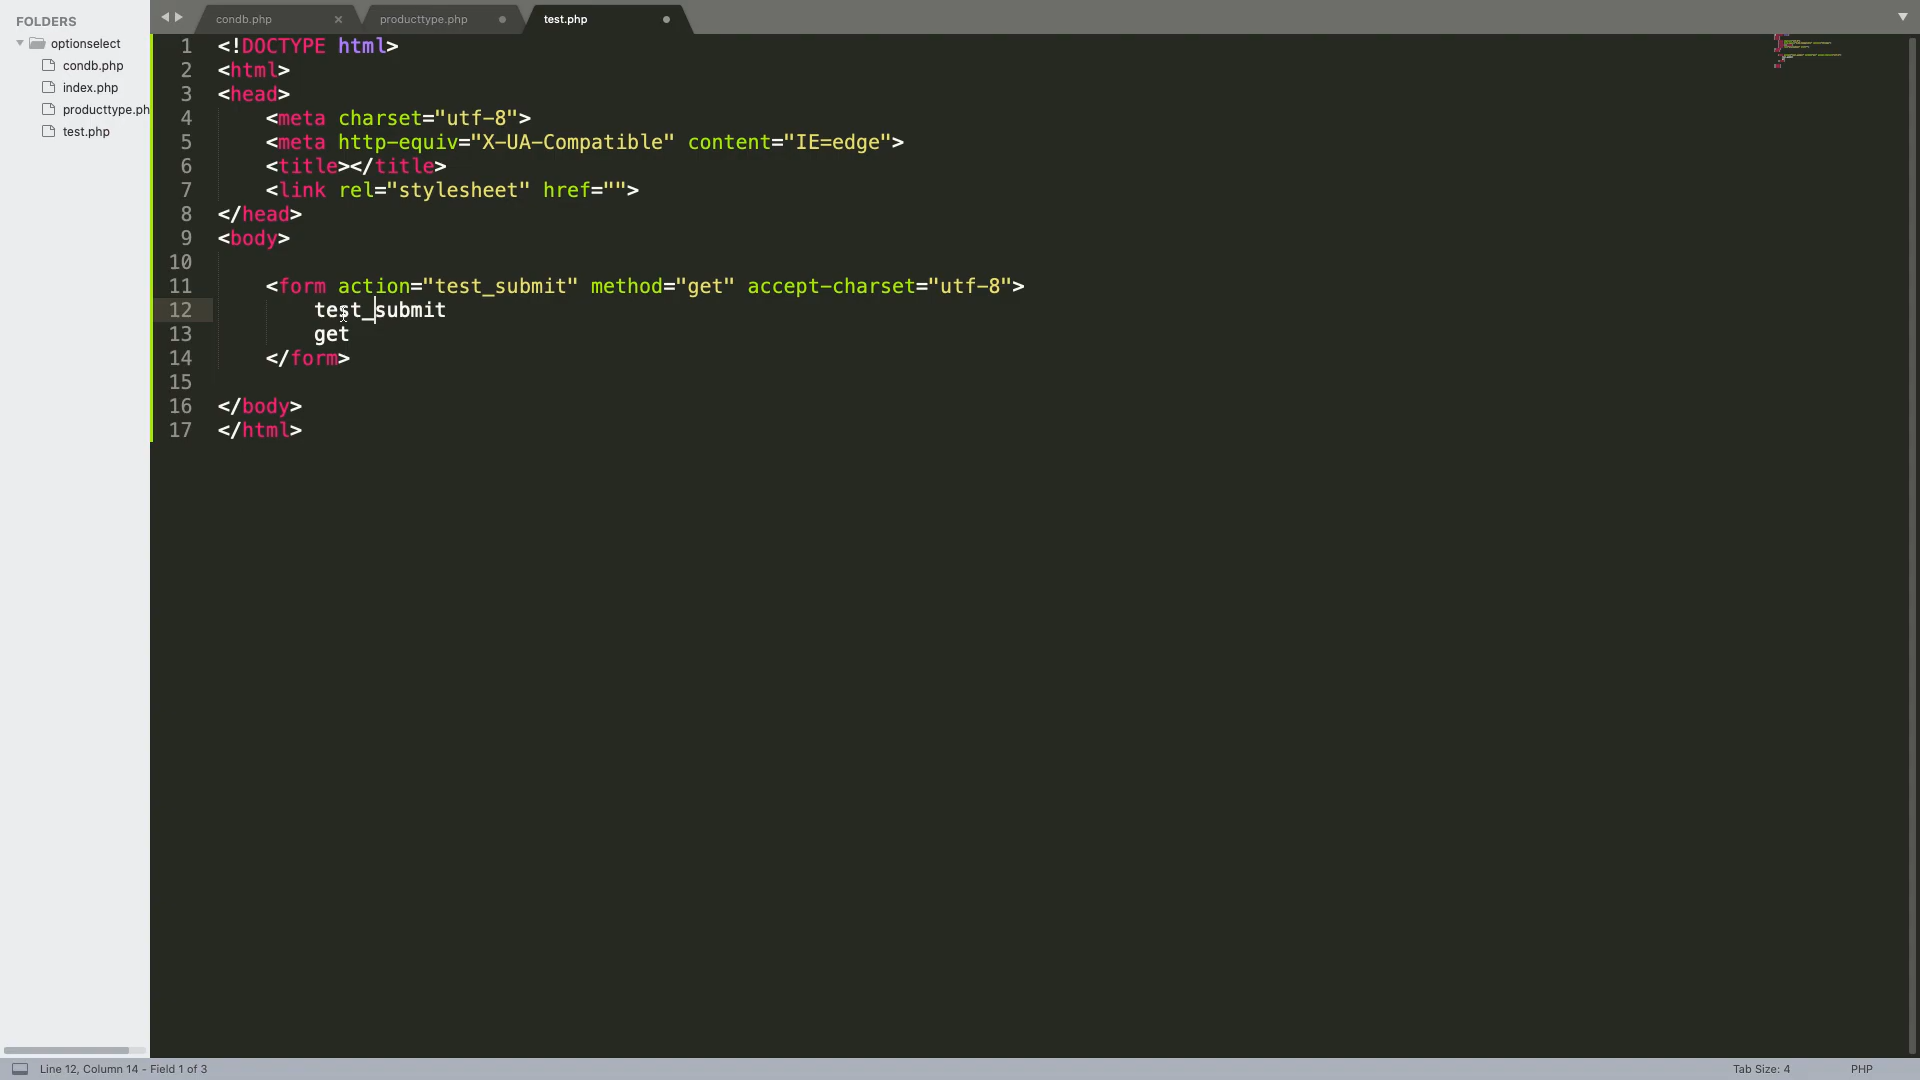 FOLDERS
optionselect
condb.php
index.php
producttype.ph
test.php
condb.php
producttype.php
test.php
1 <!DOCTYPE html>
2 <html>
3 <head>
4 <meta charset="utf-8">
5 <meta http-equiv="X-UA-Compatible" content="IE=edge">
6 <title></title>
7 <link rel="stylesheet" href="">
8 </head>
9 <body>
10
11 <form action="test_submit" method="get" accept-charset="utf-8">
12 test_submit
13 get
14 </form>
15
16 </body>
17 </html>
Line 12, Column 14 - Field 1 of 3
Tab Size: 4
PHP